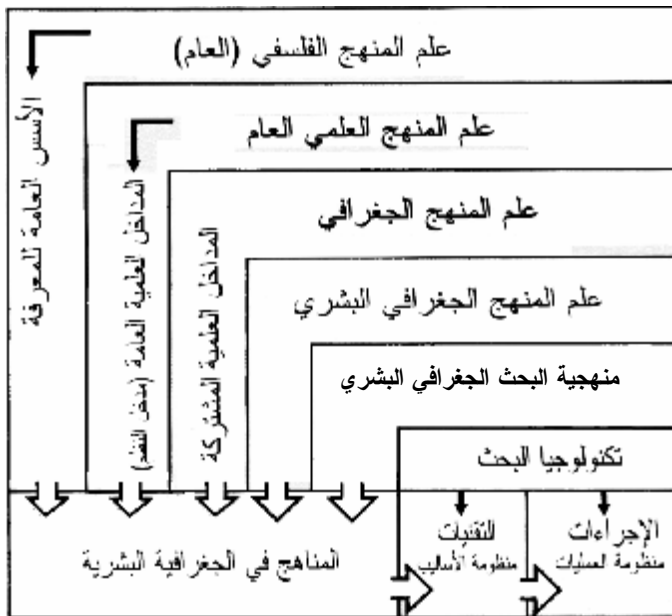 علم المنهج الفلسفي (العام)
الأسس العامة للمعرفة
علم المنهج العلمي العام
المداخل العلمية العامة (مدخل النظم)
علم المنهج الجغرافي
المداخل العلمية المشتركة
علم المنهج الجغرافي البشري
منهجية البحث الجغرافي البشري
تكنولوجيا البحث
الإجراءات
منظومة العمليات
التقنيات
منظومة الأساليب
المناهج في الجغرافية البشرية